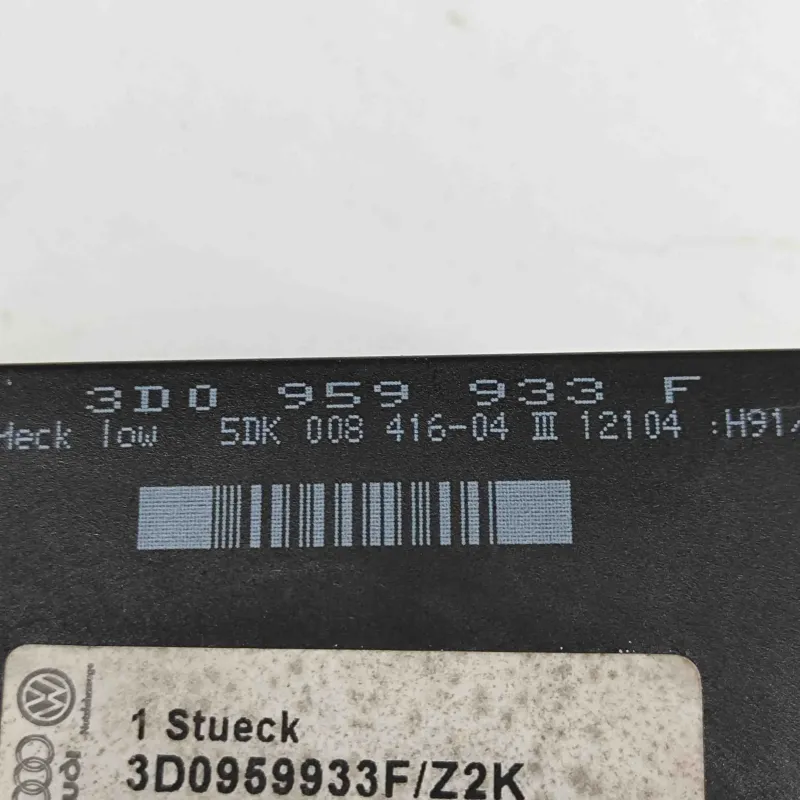 3D0 959 933 F
Heck low 5DK 008 416-04 III 12104 :H91/
1 Stueck
3D0959933F/Z2K